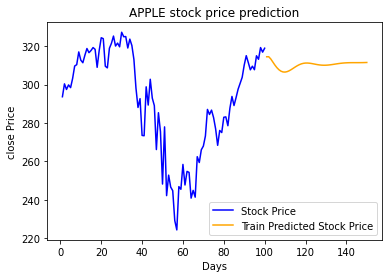 APPLE stock price prediction
close Price
320
300
280
260
240
220
0
20
40
60
80
100
120
140
Days
Stock Price
Train Predicted Stock Price